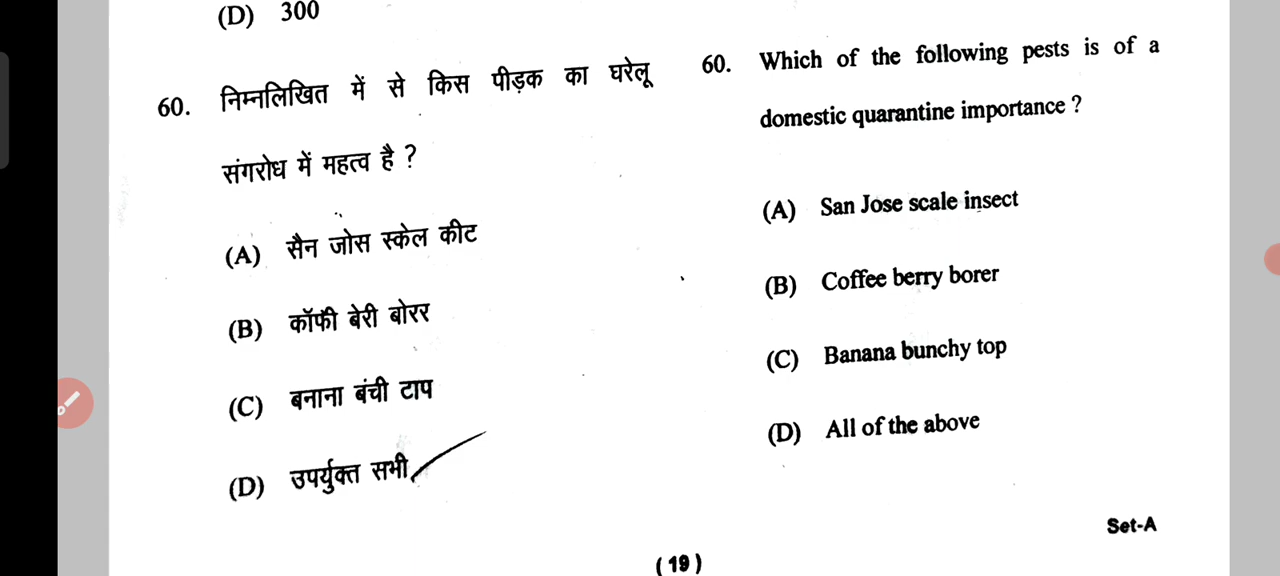 (D) 300
60. निम्नलिखित में से किस पीड़क का घरेलू
संगरोध में महत्व है ?
(A) सैन जोस स्केल कीट
(B) कॉफी बेरी बोरर
(C) बनाना बंची टाप
(D) उपर्युक्त सभी
60. Which of the following pests is of a
domestic quarantine importance ?
(A) San Jose scale insect
(B) Coffee berry borer
(C) Banana bunchy top
(D) All of the above
Set-A
( 19 )